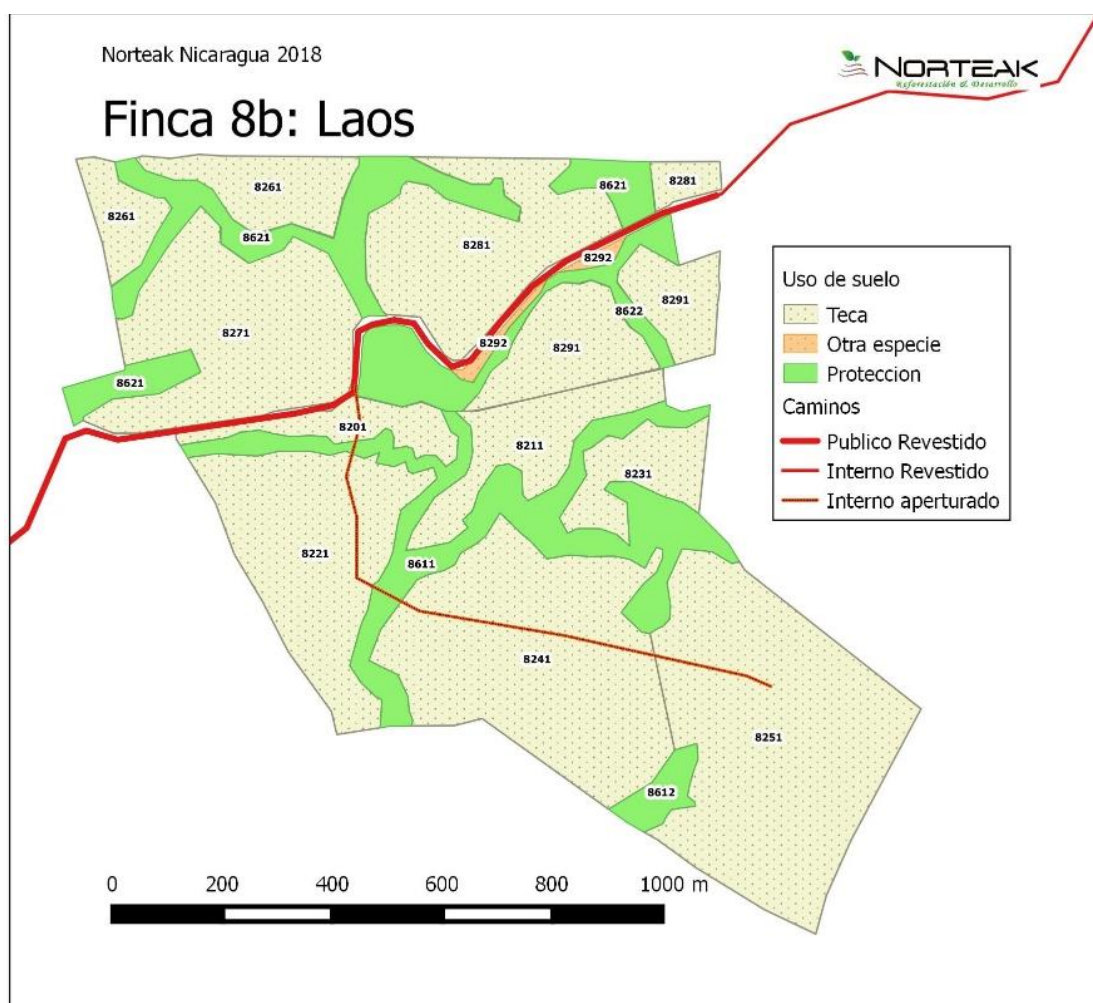 Norteak Nicaragua 2018
NORTEAK
Reforestación & Desarrollo
Finca 8b: Laos
8261
8621
8281
8261
8621
8281
8292
8291
8622
8271
8292
8291
8621
8201
8211
8231
8221
8611
8241
8251
8612
Uso de suelo
Teca
Otra especie
Proteccion
Caminos
Publico Revestido
Interno Revestido
Interno aperturado
0 200 400 600 800 1000 m